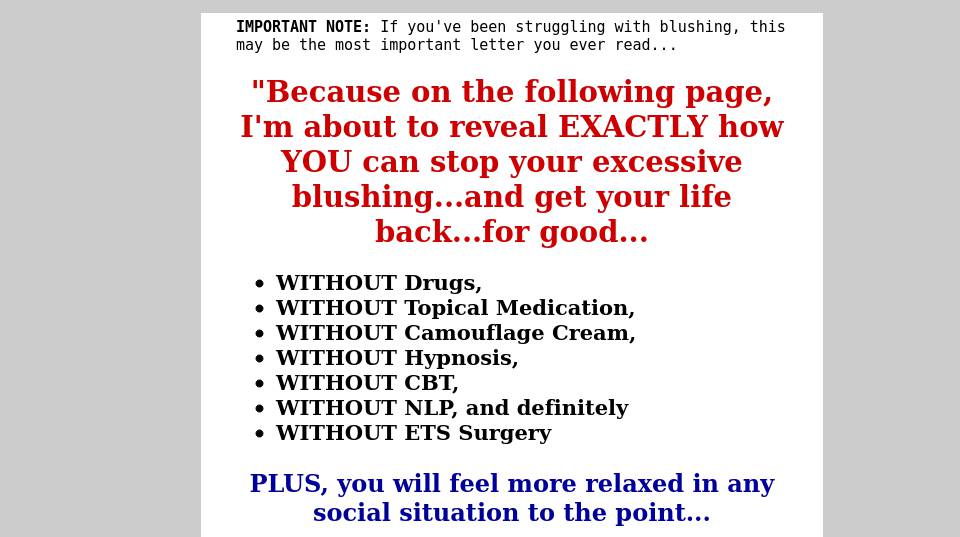 IMPORTANT NOTE: If you've been struggling with blushing, this
may be the most important letter you ever read...
"Because on the following page,
I'm about to reveal EXACTLY how
YOU can stop your excessive
blushing...and get your life
back...for good...
• WITHOUT Drugs,
• WITHOUT Topical Medication,
• WITHOUT Camouflage Cream,
• WITHOUT Hypnosis,
• WITHOUT CBT,
• WITHOUT NLP, and definitely
• WITHOUT ETS Surgery
PLUS, you will feel more relaxed in any
social situation to the point...